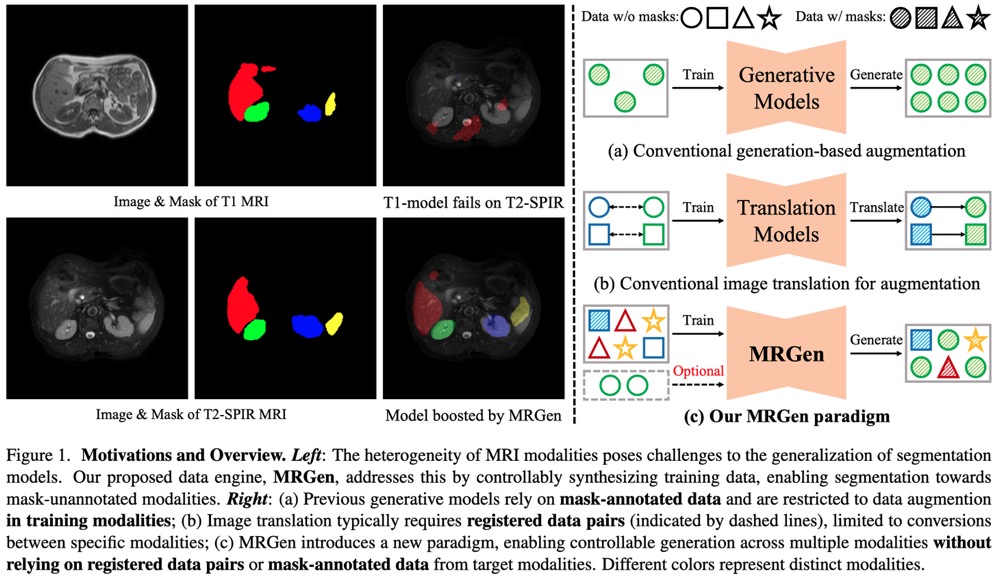 Image & Mask of T1 MRI
T1-model fails on T2-SPIR
Image & Mask of T2-SPIR MRI
Model boosted by MRGen
Data w/o masks:
Data w/ masks:
Train
Generative
Models
Generate
(a) Conventional generation-based augmentation
Train
Translation
Models
Translate
(b) Conventional image translation for augmentation
Train
Optional
MRGen
Generate
(c) Our MRGen paradigm
Figure 1. Motivations and Overview. Left: The heterogeneity of MRI modalities poses challenges to the generalization of segmentation
models. Our proposed data engine, MRGen, addresses this by controllably synthesizing training data, enabling segmentation towards
mask-unannotated modalities. Right: (a) Previous generative models rely on mask-annotated data and are restricted to data augmentation
in training modalities; (b) Image translation typically requires registered data pairs (indicated by dashed lines), limited to conversions
between specific modalities; (c) MRGen introduces a new paradigm, enabling controllable generation across multiple modalities without
relying on registered data pairs or mask-annotated data from target modalities. Different colors represent distinct modalities.